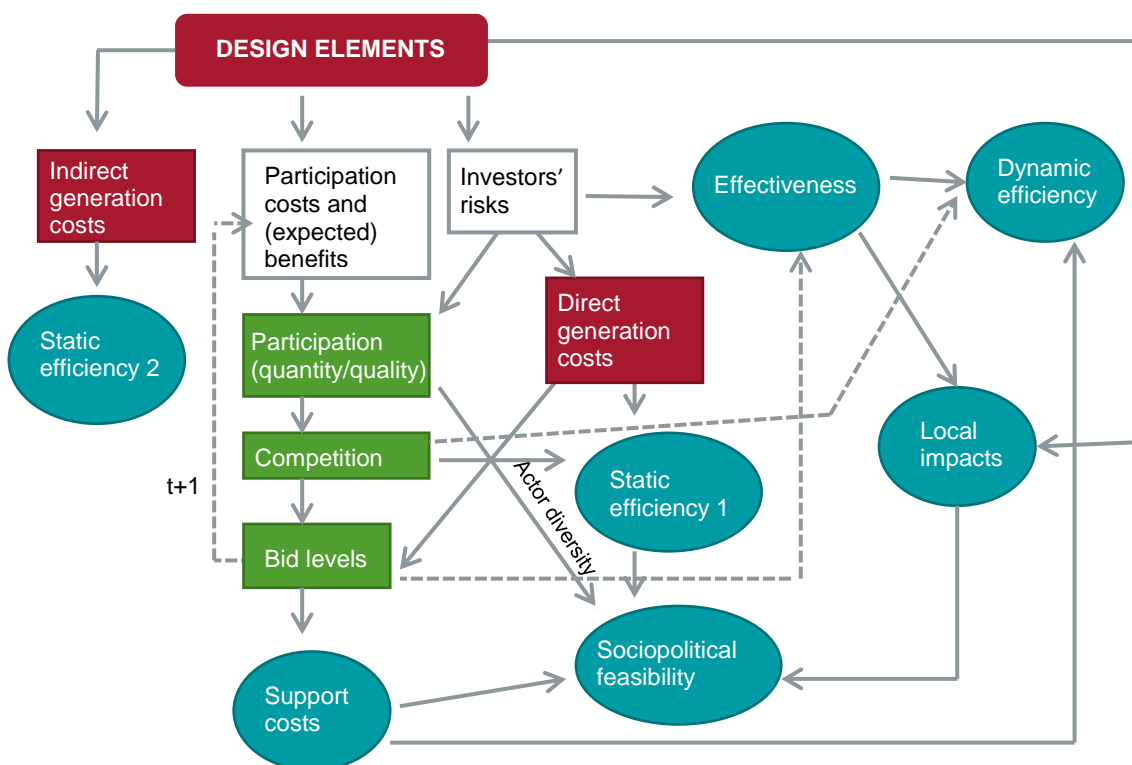 DESIGN ELEMENTS
Indirect
generation
costs
Participation
costs and
(expected)
benefits
Investors’
risks
Effectiveness
Dynamic
efficiency
Static
efficiency 2
Participation
(quantity/quality)
Direct
generation
costs
Competition
Local
impacts
t+1
Actor diversity
Static
efficiency 1
Bid levels
Sociopolitical
feasibility
Support
costs